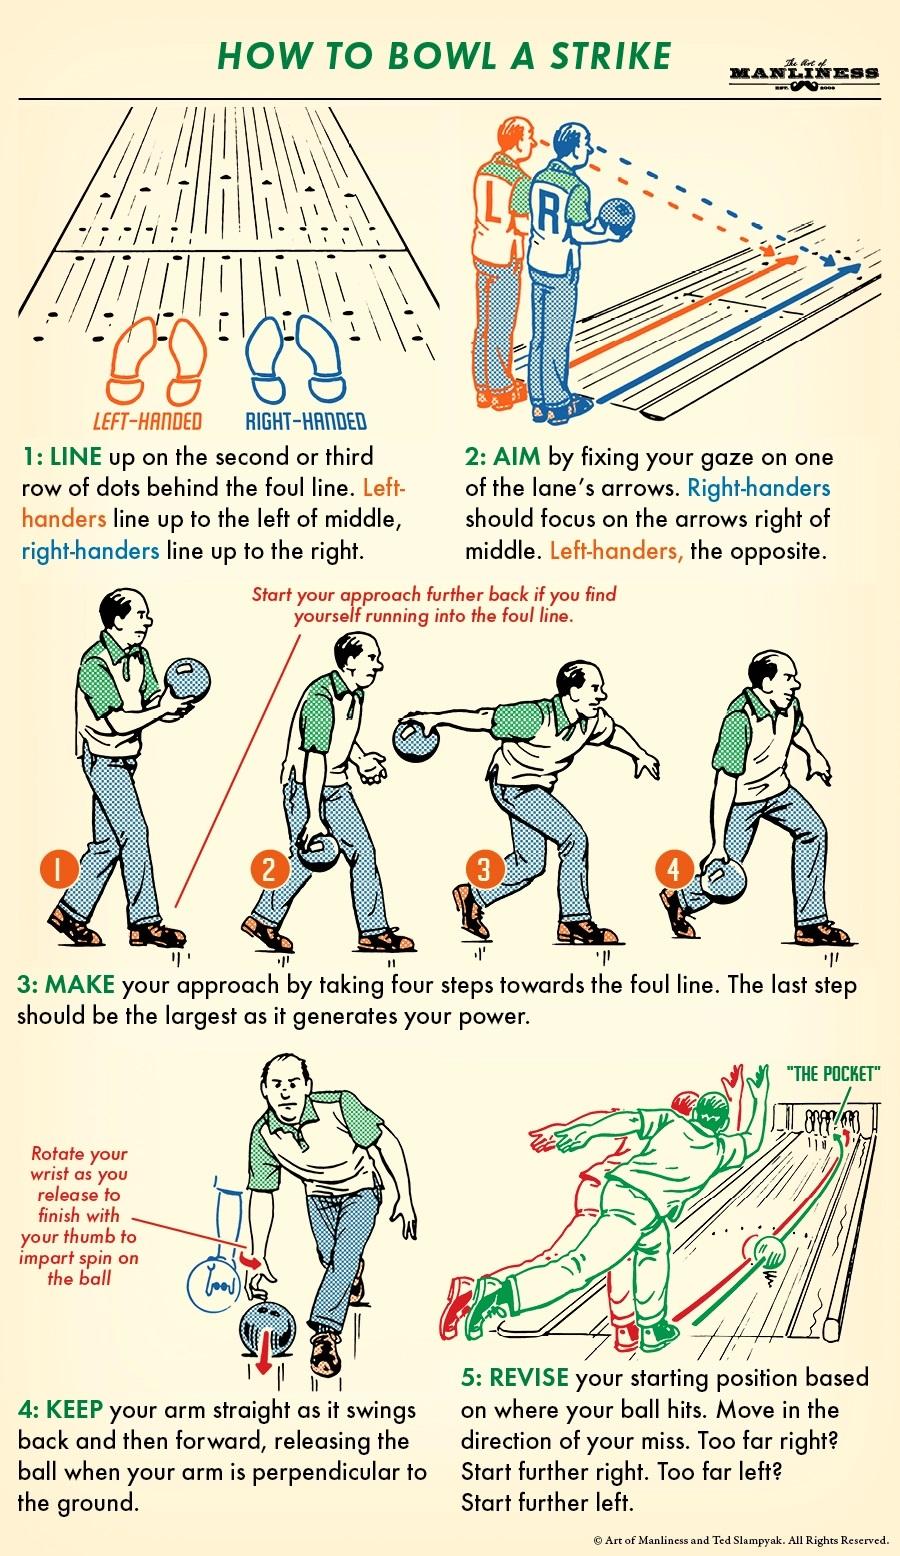 HOW TO BOWL A STRIKE
The Art of
MANLINESS
EST. 2008
LEFT-HANDED
RIGHT-HANDED
L
R
1: LINE up on the second or third
row of dots behind the foul line. Left-
handers line up to the left of middle,
right-handers line up to the right.
2: AIM by fixing your gaze on one
of the lane's arrows. Right-handers
should focus on the arrows right of
middle. Left-handers, the opposite.
Start your approach further back if you find
yourself running into the foul line.
1
2
3
4
3: MAKE your approach by taking four steps towards the foul line. The last step
should be the largest as it generates your power.
Rotate your
wrist as you
release to
finish with
your thumb to
impart spin on
the ball
4: KEEP your arm straight as it swings
back and then forward, releasing the
ball when your arm is perpendicular to
the ground.
"THE POCKET"
5: REVISE your starting position based
on where your ball hits. Move in the
direction of your miss. Too far right?
Start further right. Too far left?
Start further left.
© Art of Manliness and Ted Slampyak. All Rights Reserved.